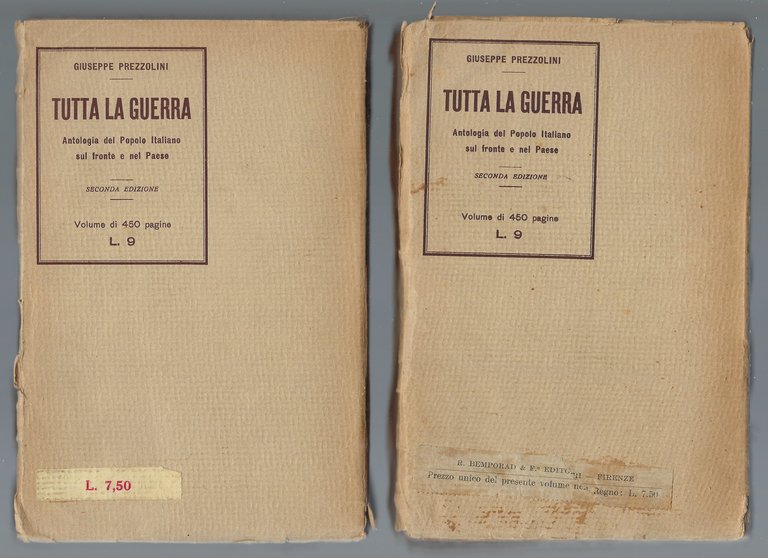 GIUSEPPE PREZZOLINI
TUTTA LA GUERRA
Antologia del Popolo Italiano
sul fronte e nel Paese
SECONDA EDIZIONE
Volume di 450 pagine
L. 9
L. 7,50
GIUSEPPE PREZZOLINI
TUTTA LA GUERRA
Antologia del Popolo Italiano
sul fronte e nel Paese
SECONDA EDIZIONE
Volume di 450 pagine
L. 9
R. BEMPORAD & F.º EDITORI — FIRENZE
Prezzo unico del presente volume nel Regno: L. 7,50